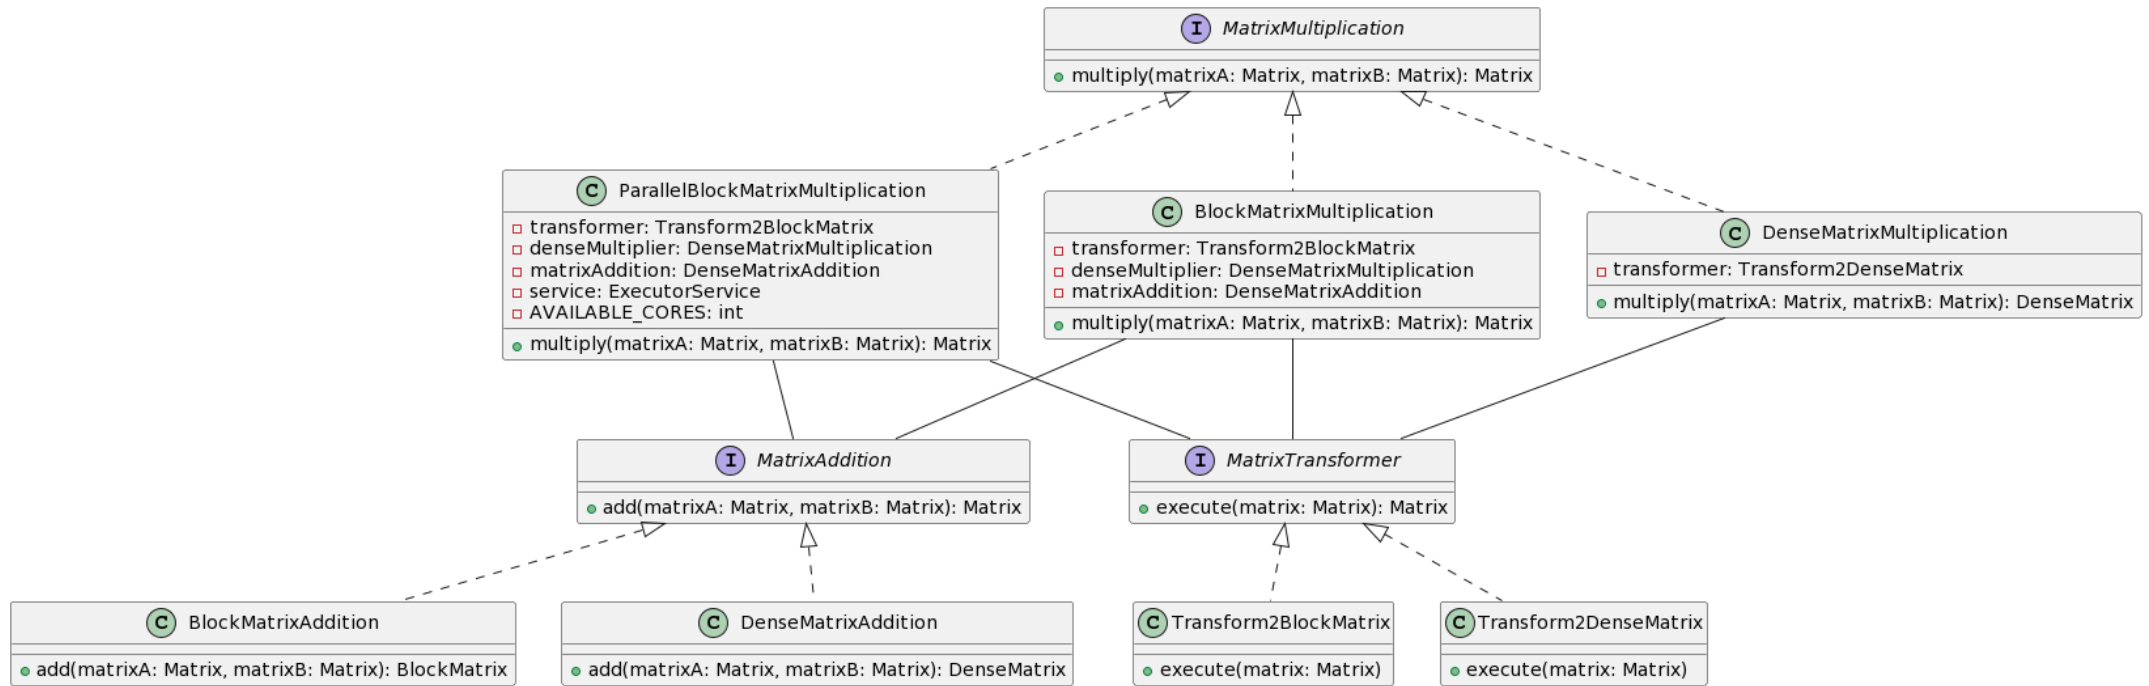 I MatrixMultiplication
multiply(matrixA: Matrix, matrixB: Matrix): Matrix
C ParallelBlockMatrixMultiplication
transformer: Transform2BlockMatrix
denseMultiplier: DenseMatrixMultiplication
matrixAddition: DenseMatrixAddition
service: ExecutorService
AVAILABLE_CORES: int
multiply(matrixA: Matrix, matrixB: Matrix): Matrix
C BlockMatrixMultiplication
transformer: Transform2BlockMatrix
denseMultiplier: DenseMatrixMultiplication
matrixAddition: DenseMatrixAddition
multiply(matrixA: Matrix, matrixB: Matrix): Matrix
C DenseMatrixMultiplication
transformer: Transform2DenseMatrix
multiply(matrixA: Matrix, matrixB: Matrix): DenseMatrix
I MatrixAddition
add(matrixA: Matrix, matrixB: Matrix): Matrix
I MatrixTransformer
execute(matrix: Matrix): Matrix
C BlockMatrixAddition
add(matrixA: Matrix, matrixB: Matrix): BlockMatrix
C DenseMatrixAddition
add(matrixA: Matrix, matrixB: Matrix): DenseMatrix
C Transform2BlockMatrix
execute(matrix: Matrix)
C Transform2DenseMatrix
execute(matrix: Matrix)